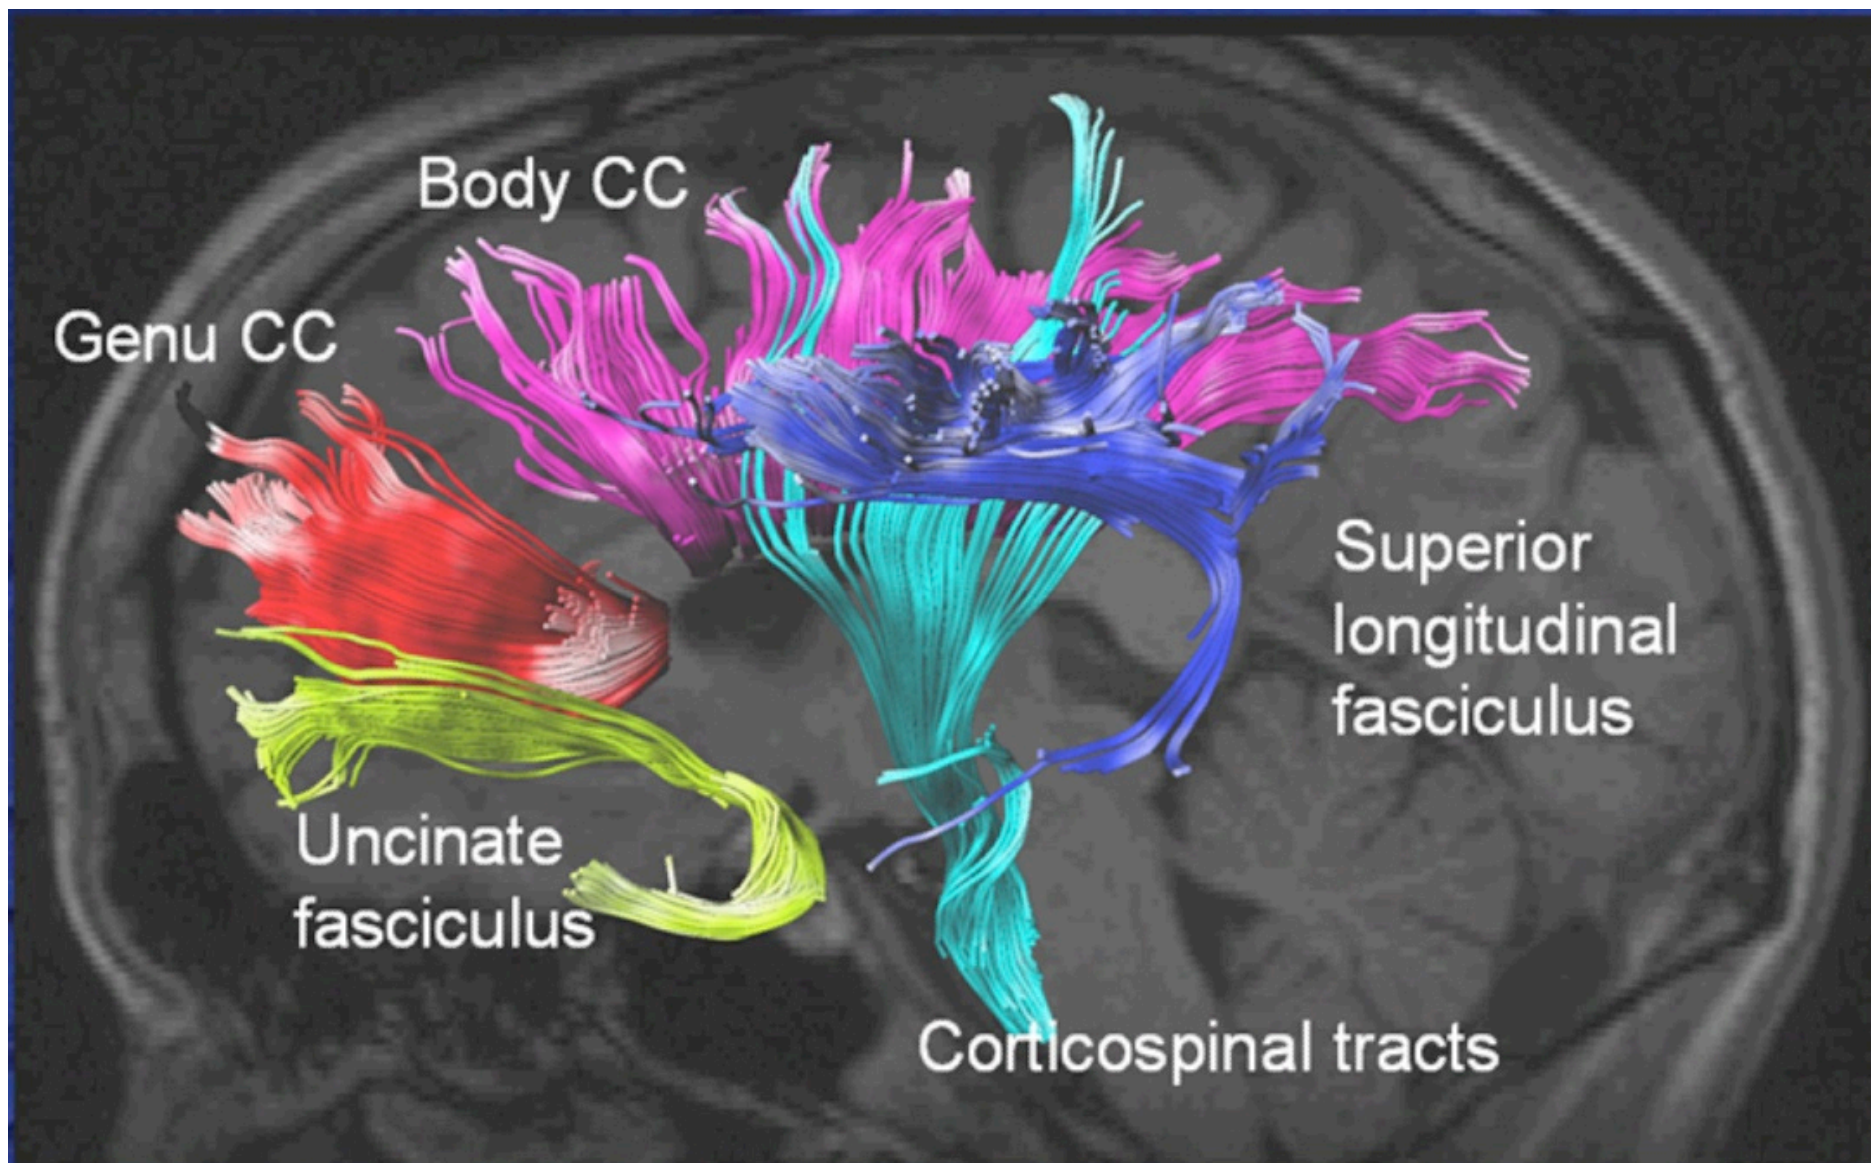 Body CC
Genu CC
Superior
longitudinal
fasciculus
Uncinate
fasciculus
Corticospinal tracts